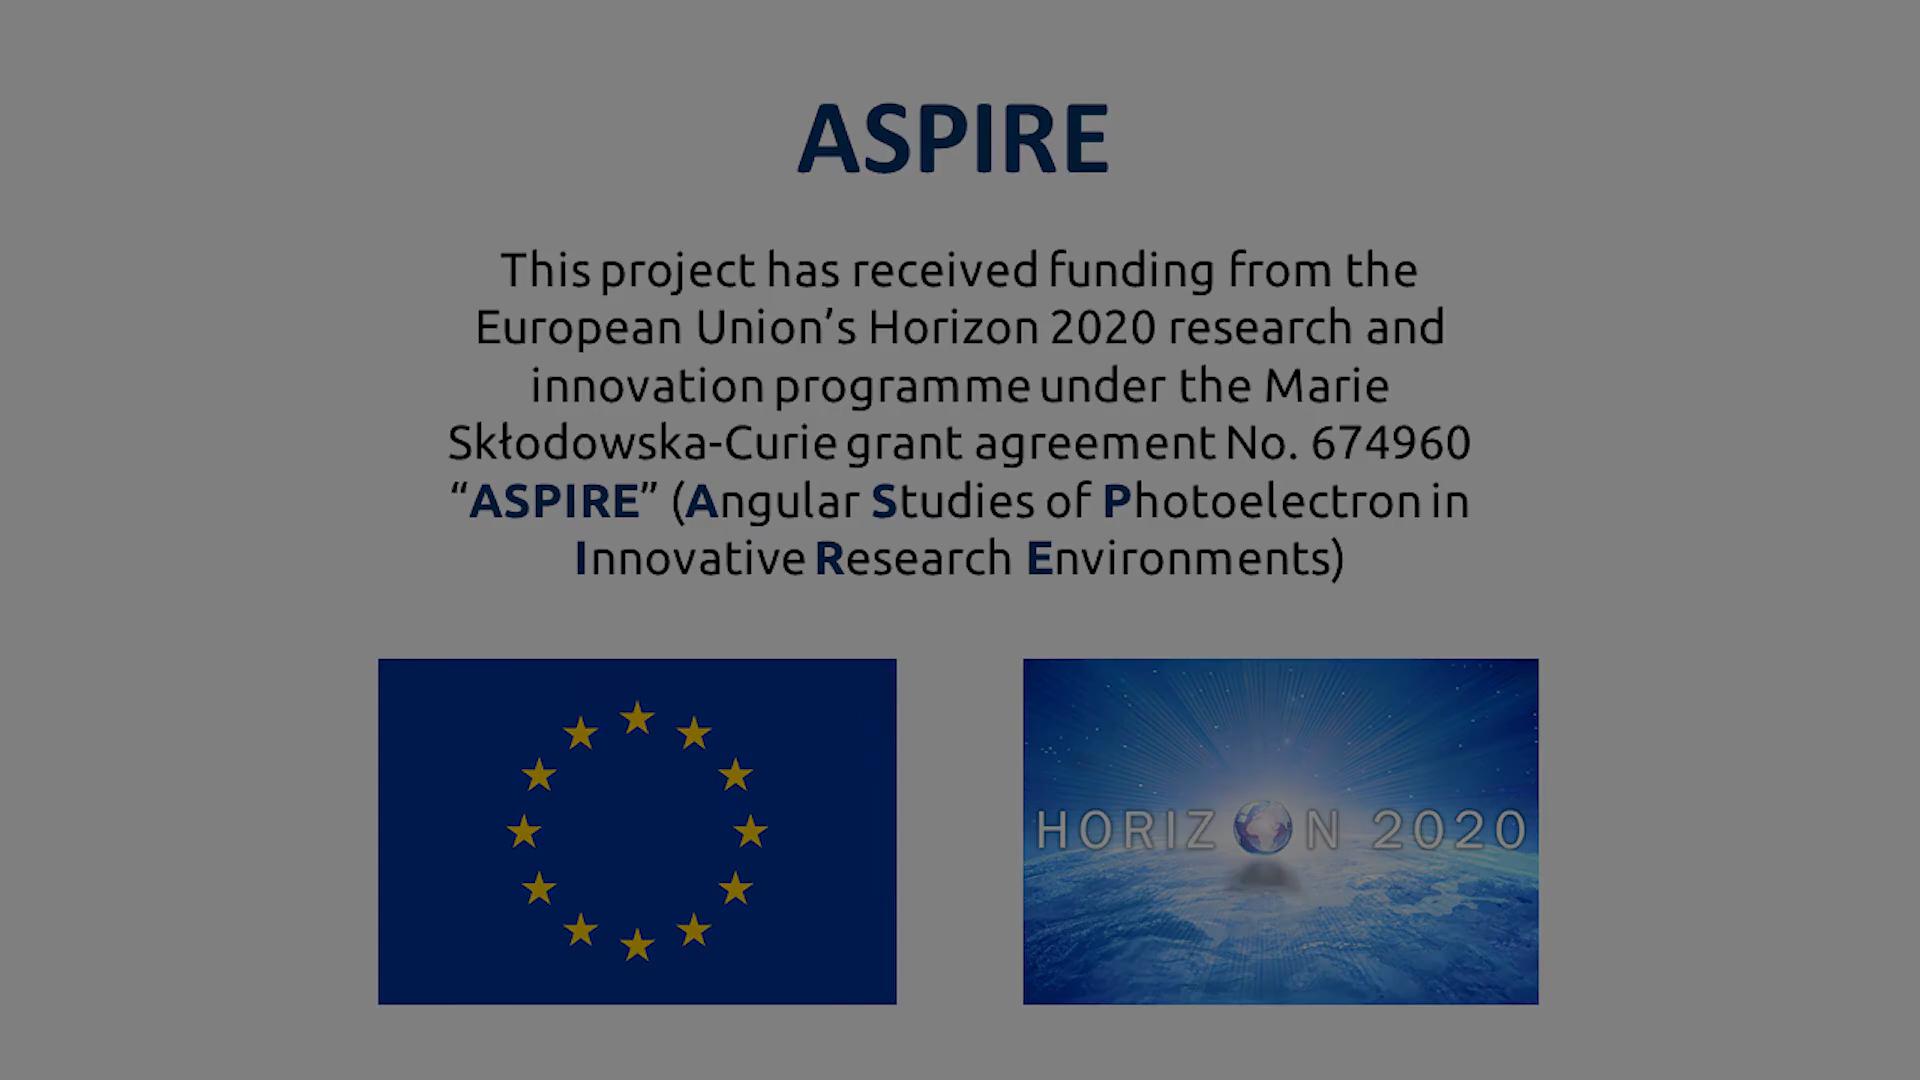 ASPIRE
This project has received funding from the
European Union’s Horizon 2020 research and
innovation programme under the Marie
Skłodowska-Curie grant agreement No. 674960
“ASPIRE” (Angular Studies of Photoelectron in
Innovative Research Environments)
HORIZON 2020